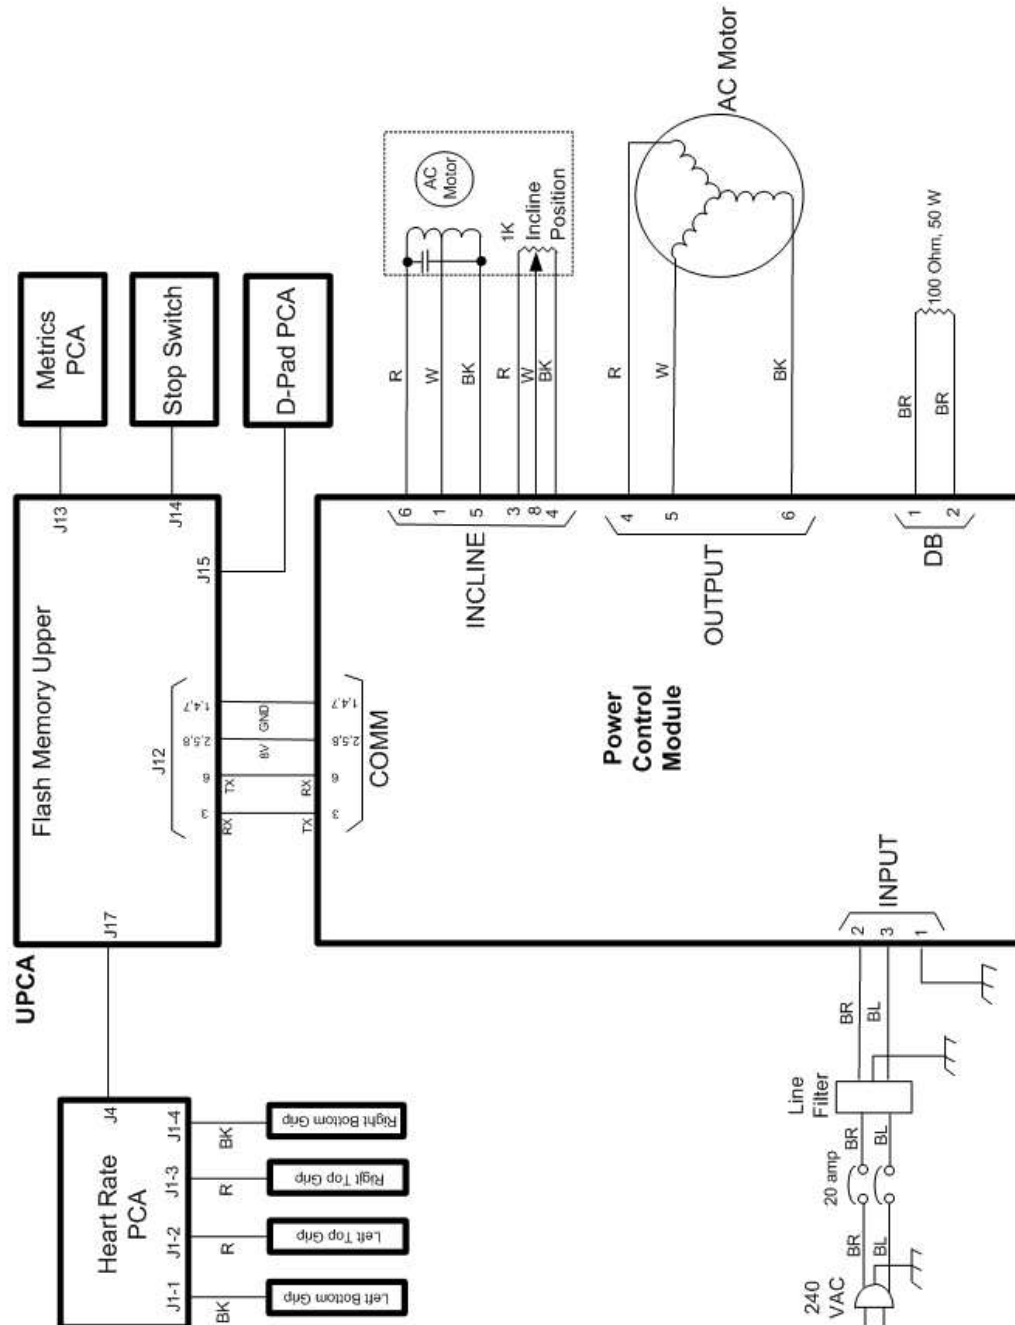 UPCA
Flash Memory Upper
J17
J13
J14
J15
J12
3
6
2,5,8
1,4,7
RX
TX
8V
GND
TX
RX
3
6
2,5,8
1,4,7
COMM
Metrics
PCA
Stop Switch
D-Pad PCA
Heart Rate
PCA
J4
J1-1
J1-2
J1-3
J1-4
BK
R
R
BK
Left Bottom Grip
Left Top Grip
Rigjt Top Grip
Right Bottom Grip
Power
Control
Module
INCLINE
6
1
5
3
8
4
R
W
BK
R
W
BK
AC
Motor
1K
Incline
Position
OUTPUT
4
5
6
R
W
BK
AC Motor
DB
1
2
BR
BR
100 Ohm, 50 W
INPUT
2
3
1
BR
BL
Line
Filter
BR
BL
20 amp
BR
BL
240
VAC